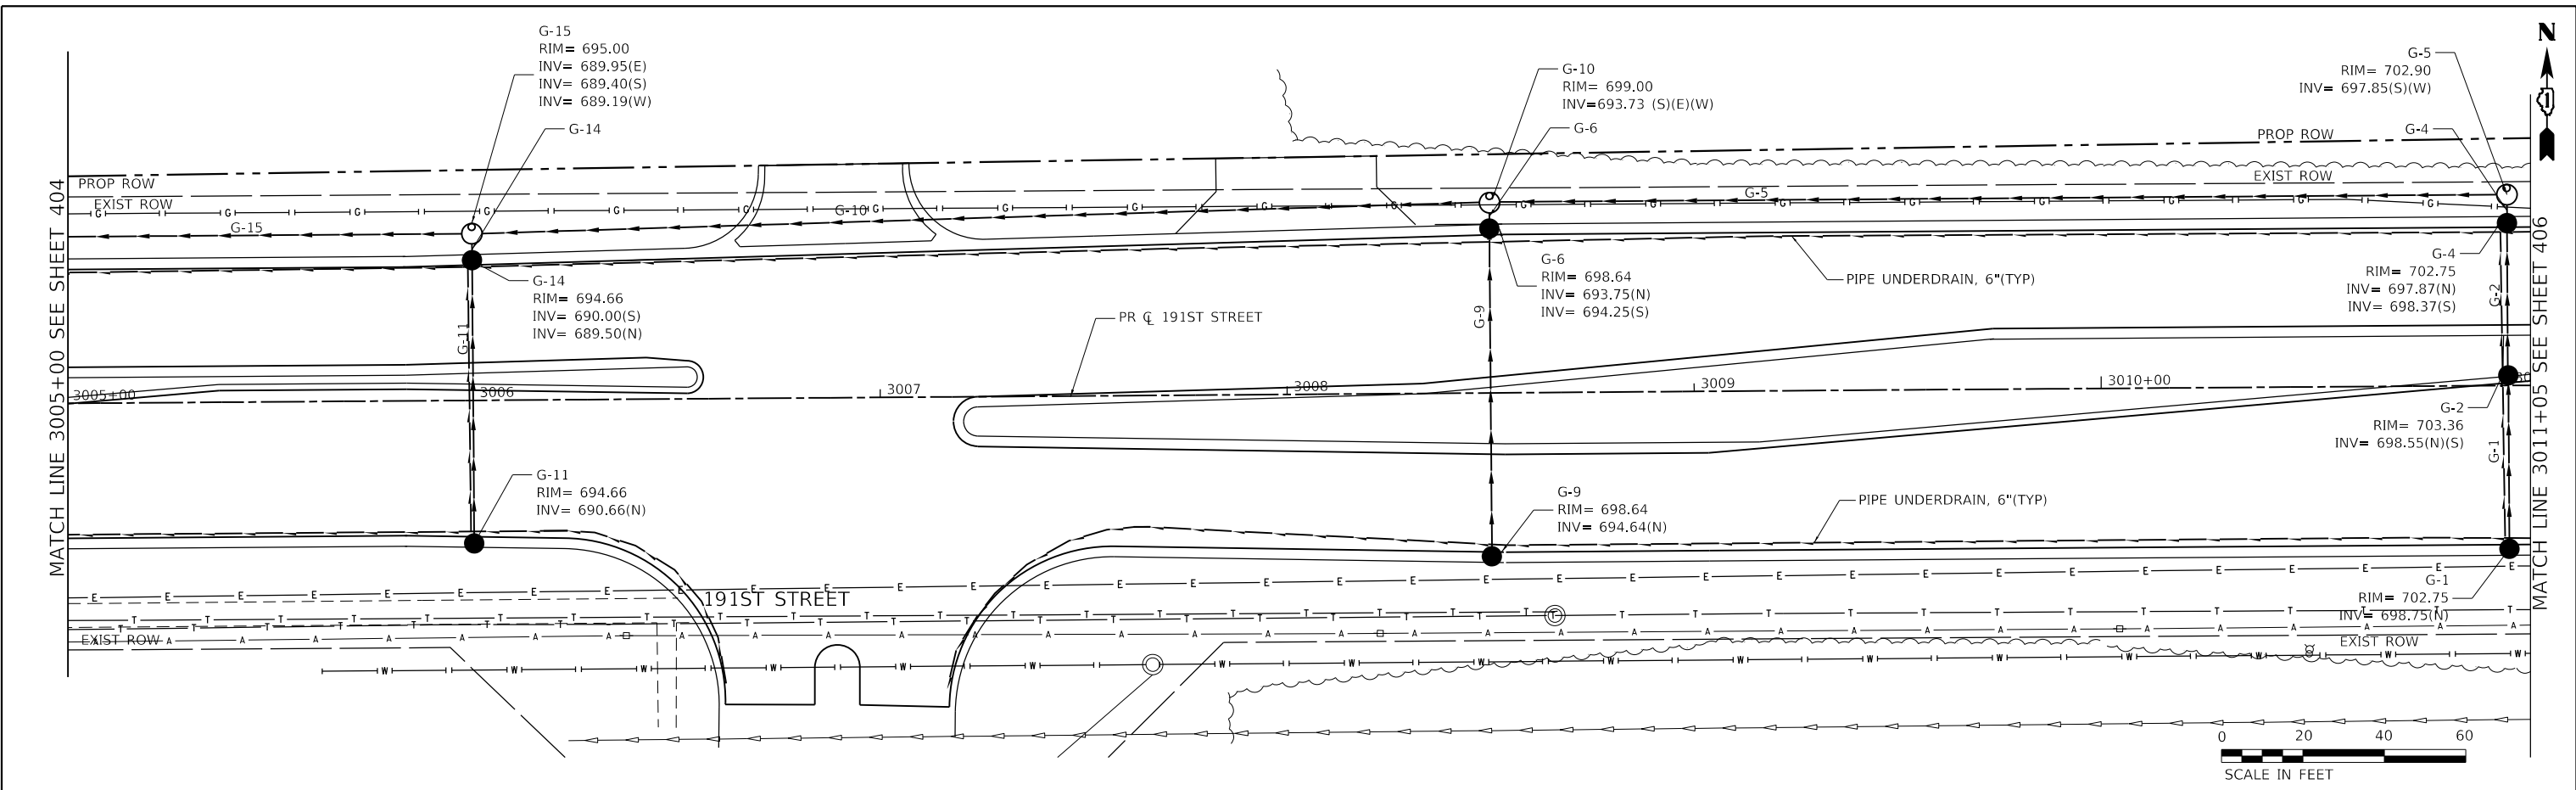 G-15
RIM= 695.00
INV= 689.95(E)
INV= 689.40(S)
INV= 689.19(W)
G-14
G-10
RIM= 699.00
INV=693.73 (S)(E)(W)
G-6
G-5
RIM= 702.90
INV= 697.85(S)(W)
G-4
N
PROP ROW
PROP ROW
EXIST ROW
EXIST ROW
G-15
G-10
G-5
G-14
RIM= 694.66
INV= 690.00(S)
INV= 689.50(N)
G-6
RIM= 698.64
INV= 693.75(N)
INV= 694.25(S)
PIPE UNDERDRAIN, 6"(TYP)
G-4
RIM= 702.75
INV= 697.87(N)
INV= 698.37(S)
G-11
G-9
G-2
PR ℄ 191ST STREET
3005+00
3006
3007
3008
3009
3010+00
30
G-2
RIM= 703.36
INV= 698.55(N)(S)
G-1
G-11
RIM= 694.66
INV= 690.66(N)
G-9
RIM= 698.64
INV= 694.64(N)
PIPE UNDERDRAIN, 6"(TYP)
191ST STREET
G-1
RIM= 702.75
INV= 698.75(N)
EXIST ROW
EXIST ROW
MATCH LINE 3005+00 SEE SHEET 404
MATCH LINE 3011+05 SEE SHEET 406
0 20 40 60
SCALE IN FEET